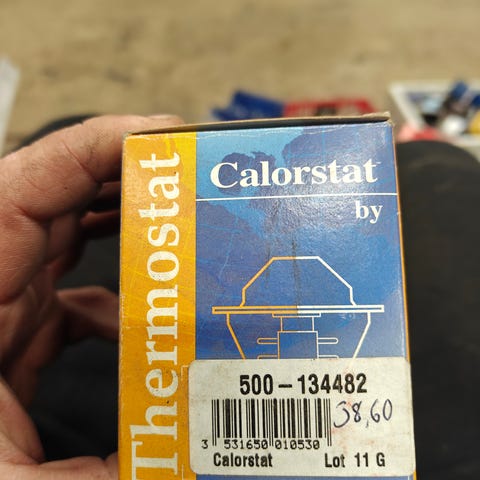 Thermostat
Calorstat
by
500-134482
38,60
3 531650 010530
Calorstat Lot 11 G